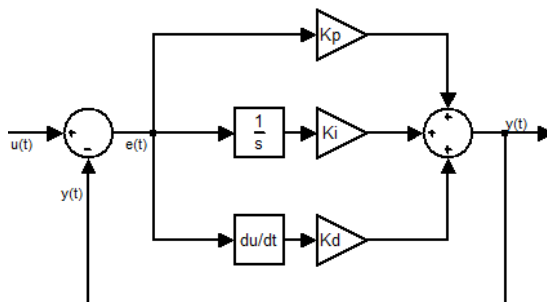 Kp
u(t)
+
-
e(t)
1
s
Ki
+
+
+
y(t)
y(t)
du/dt
Kd